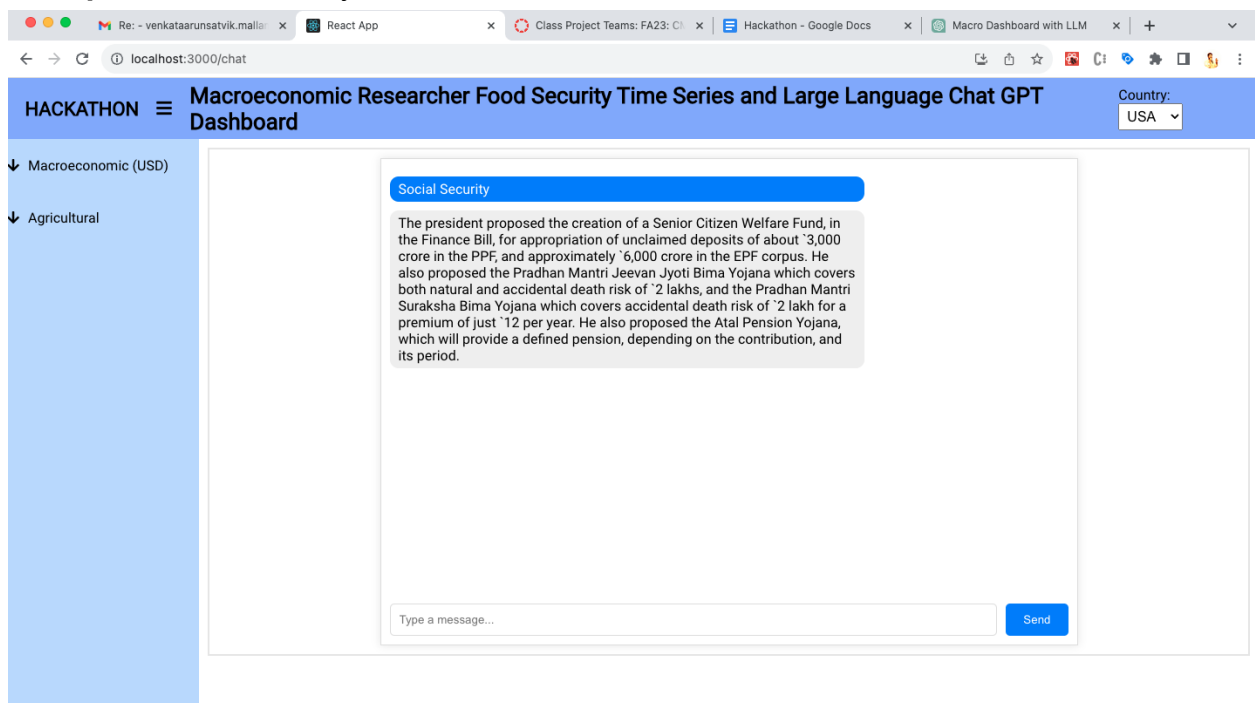 Re: - venkataarunsatvik.malla
React App
Class Project Teams: FA23: C
Hackathon - Google Docs
Macro Dashboard with LLM
localhost:3000/chat
HACKATHON
Macroeconomic Researcher Food Security Time Series and Large Language Chat GPT
Dashboard
Country:
USA
Macroeconomic (USD)
Agricultural
Social Security
The president proposed the creation of a Senior Citizen Welfare Fund, in
the Finance Bill, for appropriation of unclaimed deposits of about `3,000
crore in the PPF, and approximately `6,000 crore in the EPF corpus. He
also proposed the Pradhan Mantri Jeevan Jyoti Bima Yojana which covers
both natural and accidental death risk of `2 lakhs, and the Pradhan Mantri
Suraksha Bima Yojana which covers accidental death risk of `2 lakh for a
premium of just `12 per year. He also proposed the Atal Pension Yojana,
which will provide a defined pension, depending on the contribution, and
its period.
Type a message...
Send